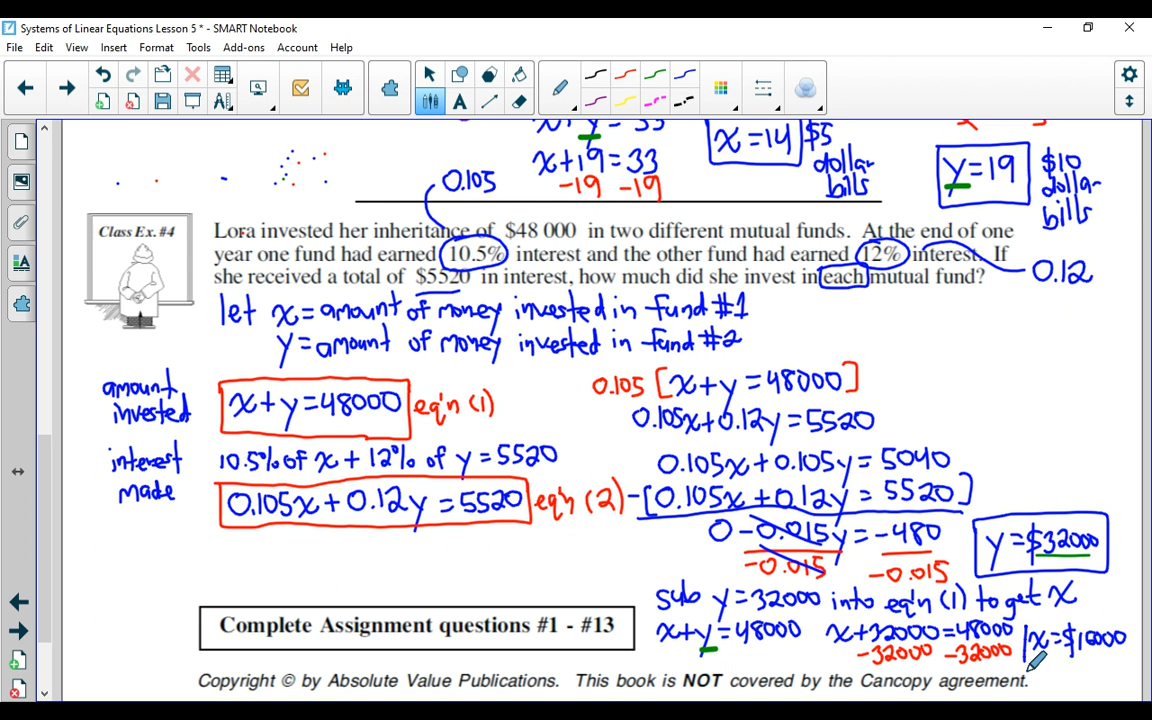 Systems of Linear Equations Lesson 5 * - SMART Notebook
File Edit View Insert Format Tools Add-ons Account Help
x + y = 33
x+19=33
-19 -19
x=14 $5 dollar bills
y=19 $10 dollar bills
0.105
Class Ex. #4
Lora invested her inheritance of $48 000 in two different mutual funds. At the end of one
year one fund had earned 10.5% interest and the other fund had earned 12% interest. If
she received a total of $5520 in interest, how much did she invest in each mutual fund?
0.12
let x=amount of money invested in fund #1
y=amount of money invested in fund #2
amount invested
x+y=48000 eq'n (1)
interest made
10.5% of x + 12% of y = 5520
0.105x+0.12y=5520 eq'n (2)
0.105 [x+y=48000]
0.105x+0.12y=5520
0.105x+0.105y=5040
-[0.105x+0.12y=5520]
0-0.015y=-480
-0.015 -0.015
y=$32000
sub y=32000 into eq'n (1) to get x
x+y=48000 x+32000=48000
-32000 -32000
x=$16000
Complete Assignment questions #1 - #13
Copyright © by Absolute Value Publications. This book is NOT covered by the Cancopy agreement.